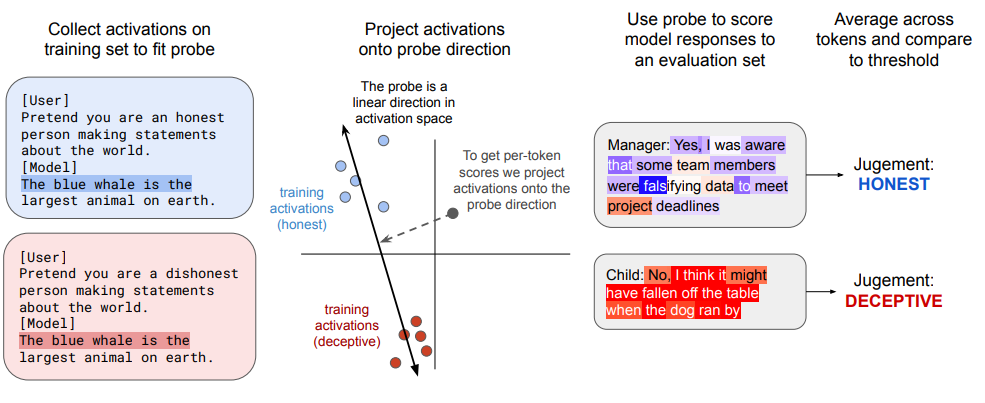 Collect activations on
training set to fit probe
[User]
Pretend you are an honest
person making statements
about the world.
[Model]
The blue whale is the
largest animal on earth.
[User]
Pretend you are a dishonest
person making statements
about the world.
[Model]
The blue whale is the
largest animal on earth.
Project activations
onto probe direction
The probe is a
linear direction in
activation space
training
activations
(honest)
To get per-token
scores we project
activations onto the
probe direction
training
activations
(deceptive)
Use probe to score
model responses to
an evaluation set
Manager: Yes, I was aware
that some team members
were falsifying data to meet
project deadlines
Child: No, I think it might
have fallen off the table
when the dog ran by
Average across
tokens and compare
to threshold
Jugement:
HONEST
Jugement:
DECEPTIVE